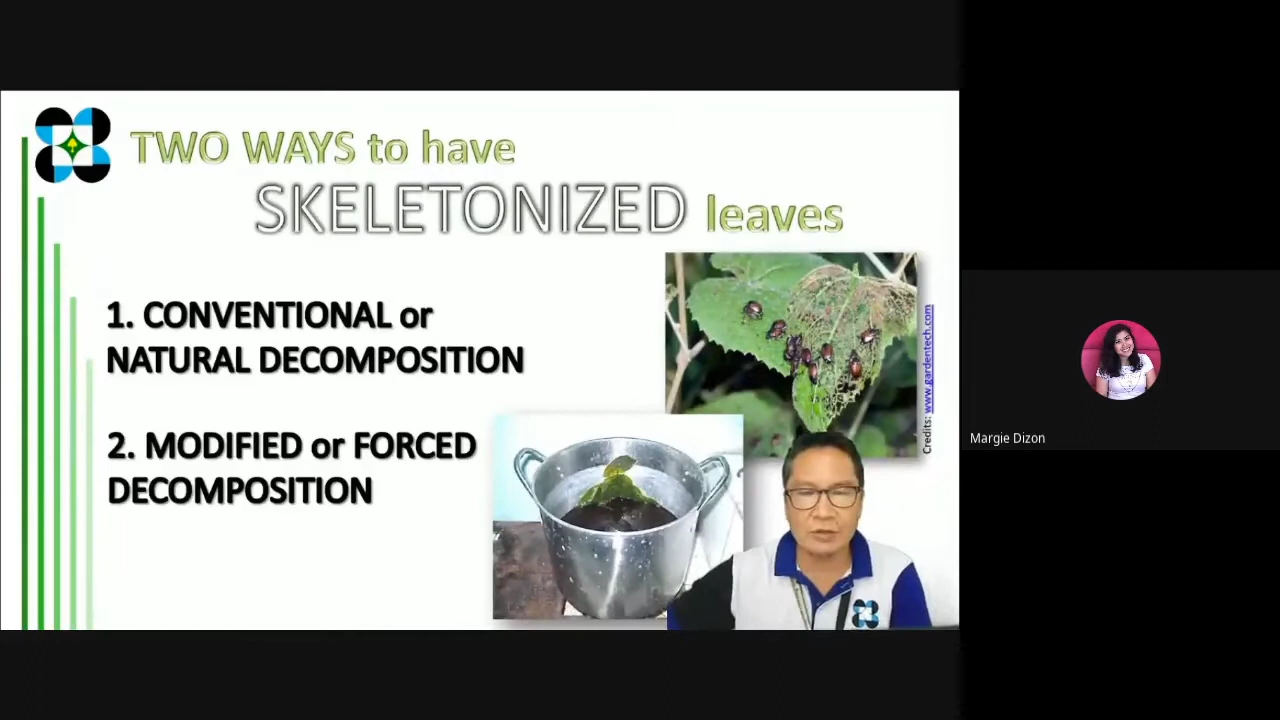 TWO WAYS to have
SKELETONIZED leaves
1. CONVENTIONAL or
NATURAL DECOMPOSITION
2. MODIFIED or FORCED
DECOMPOSITION
Credits: www.gardentech.com
Margie Dizon